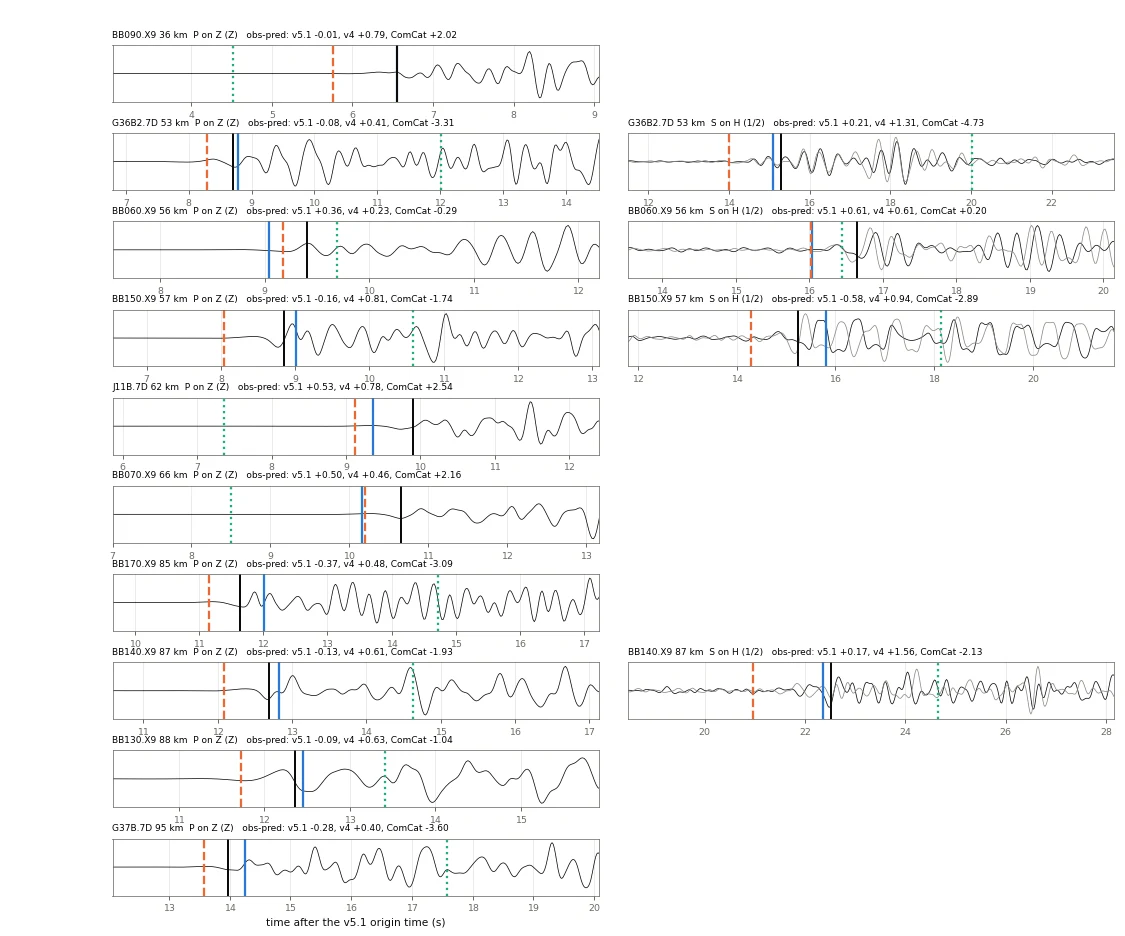 BB090.X9 36 km  P on Z (Z)   obs-pred: v5.1 -0.01, v4 +0.79, ComCat +2.02
4 5 6 7 8 9
G36B2.7D 53 km  P on Z (Z)   obs-pred: v5.1 -0.08, v4 +0.41, ComCat -3.31
7 8 9 10 11 12 13 14
G36B2.7D 53 km  S on H (1/2)   obs-pred: v5.1 +0.21, v4 +1.31, ComCat -4.73
12 14 16 18 20 22
BB060.X9 56 km  P on Z (Z)   obs-pred: v5.1 +0.36, v4 +0.23, ComCat -0.29
8 9 10 11 12
BB060.X9 56 km  S on H (1/2)   obs-pred: v5.1 +0.61, v4 +0.61, ComCat +0.20
14 15 16 17 18 19 20
BB150.X9 57 km  P on Z (Z)   obs-pred: v5.1 -0.16, v4 +0.81, ComCat -1.74
7 8 9 10 11 12 13
BB150.X9 57 km  S on H (1/2)   obs-pred: v5.1 -0.58, v4 +0.94, ComCat -2.89
12 14 16 18 20
J11B.7D 62 km  P on Z (Z)   obs-pred: v5.1 +0.53, v4 +0.78, ComCat +2.54
6 7 8 9 10 11 12
BB070.X9 66 km  P on Z (Z)   obs-pred: v5.1 +0.50, v4 +0.46, ComCat +2.16
7 8 9 10 11 12 13
BB170.X9 85 km  P on Z (Z)   obs-pred: v5.1 -0.37, v4 +0.48, ComCat -3.09
10 11 12 13 14 15 16 17
BB140.X9 87 km  P on Z (Z)   obs-pred: v5.1 -0.13, v4 +0.61, ComCat -1.93
11 12 13 14 15 16 17
BB140.X9 87 km  S on H (1/2)   obs-pred: v5.1 +0.17, v4 +1.56, ComCat -2.13
20 22 24 26 28
BB130.X9 88 km  P on Z (Z)   obs-pred: v5.1 -0.09, v4 +0.63, ComCat -1.04
11 12 13 14 15
G37B.7D 95 km  P on Z (Z)   obs-pred: v5.1 -0.28, v4 +0.40, ComCat -3.60
13 14 15 16 17 18 19 20
time after the v5.1 origin time (s)